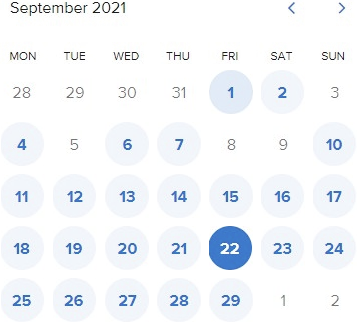 September 2021
MON TUE WED THU FRI SAT SUN
28 29 30 31 1 2 3
4 5 6 7 8 9 10
11 12 13 14 15 16 17
18 19 20 21 22 23 24
25 26 27 28 29 1 2